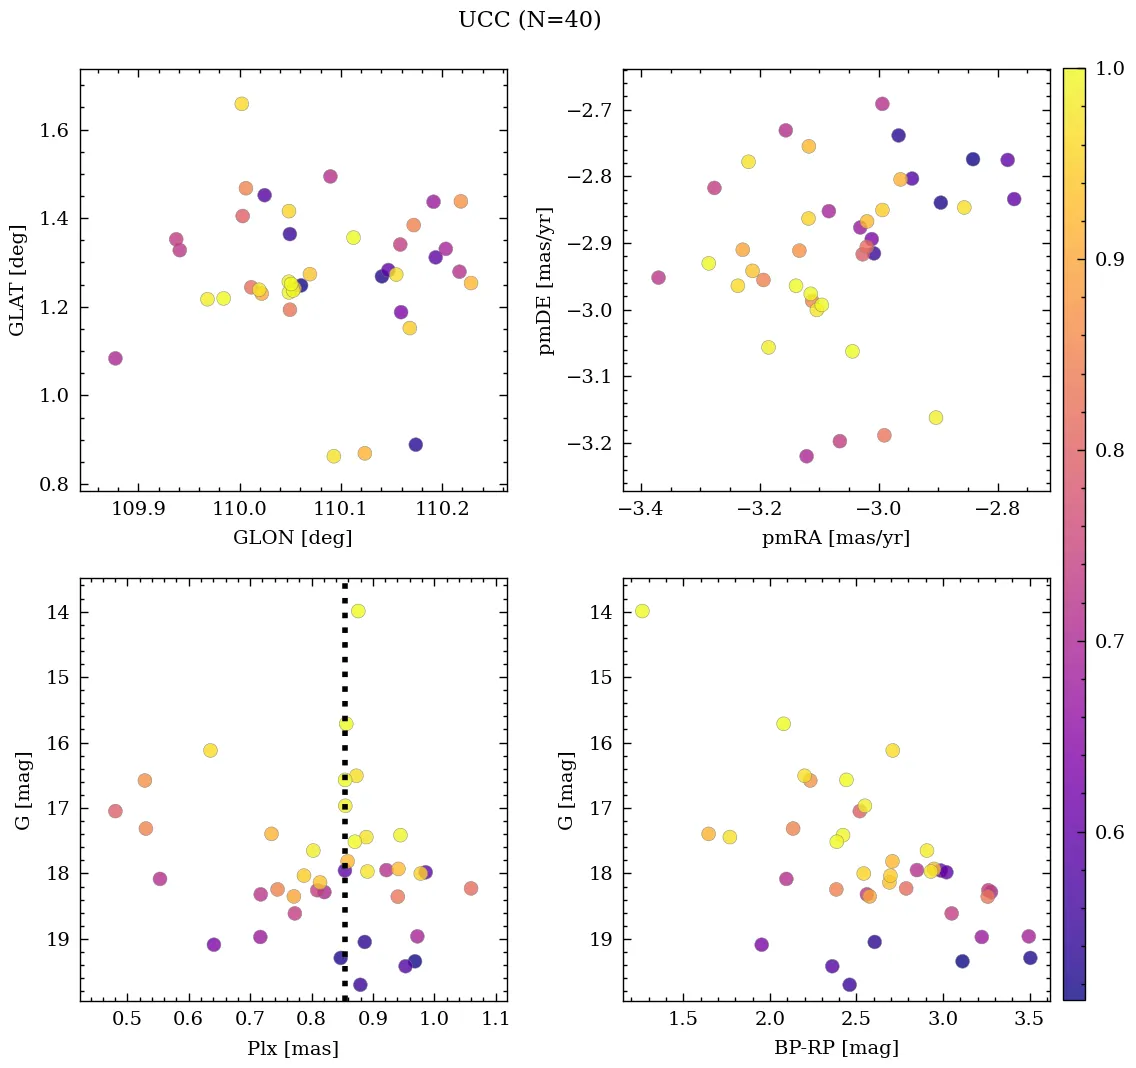 UCC (N=40)
1.6
1.4
1.2
1.0
0.8
GLAT [deg]
109.9 110.0 110.1 110.2
GLON [deg]
−2.7
−2.8
−2.9
−3.0
−3.1
−3.2
pmDE [mas/yr]
−3.4 −3.2 −3.0 −2.8
pmRA [mas/yr]
1.0
0.9
0.8
0.7
0.6
14
15
16
17
18
19
G [mag]
0.5 0.6 0.7 0.8 0.9 1.0 1.1
Plx [mas]
14
15
16
17
18
19
G [mag]
1.5 2.0 2.5 3.0 3.5
BP-RP [mag]